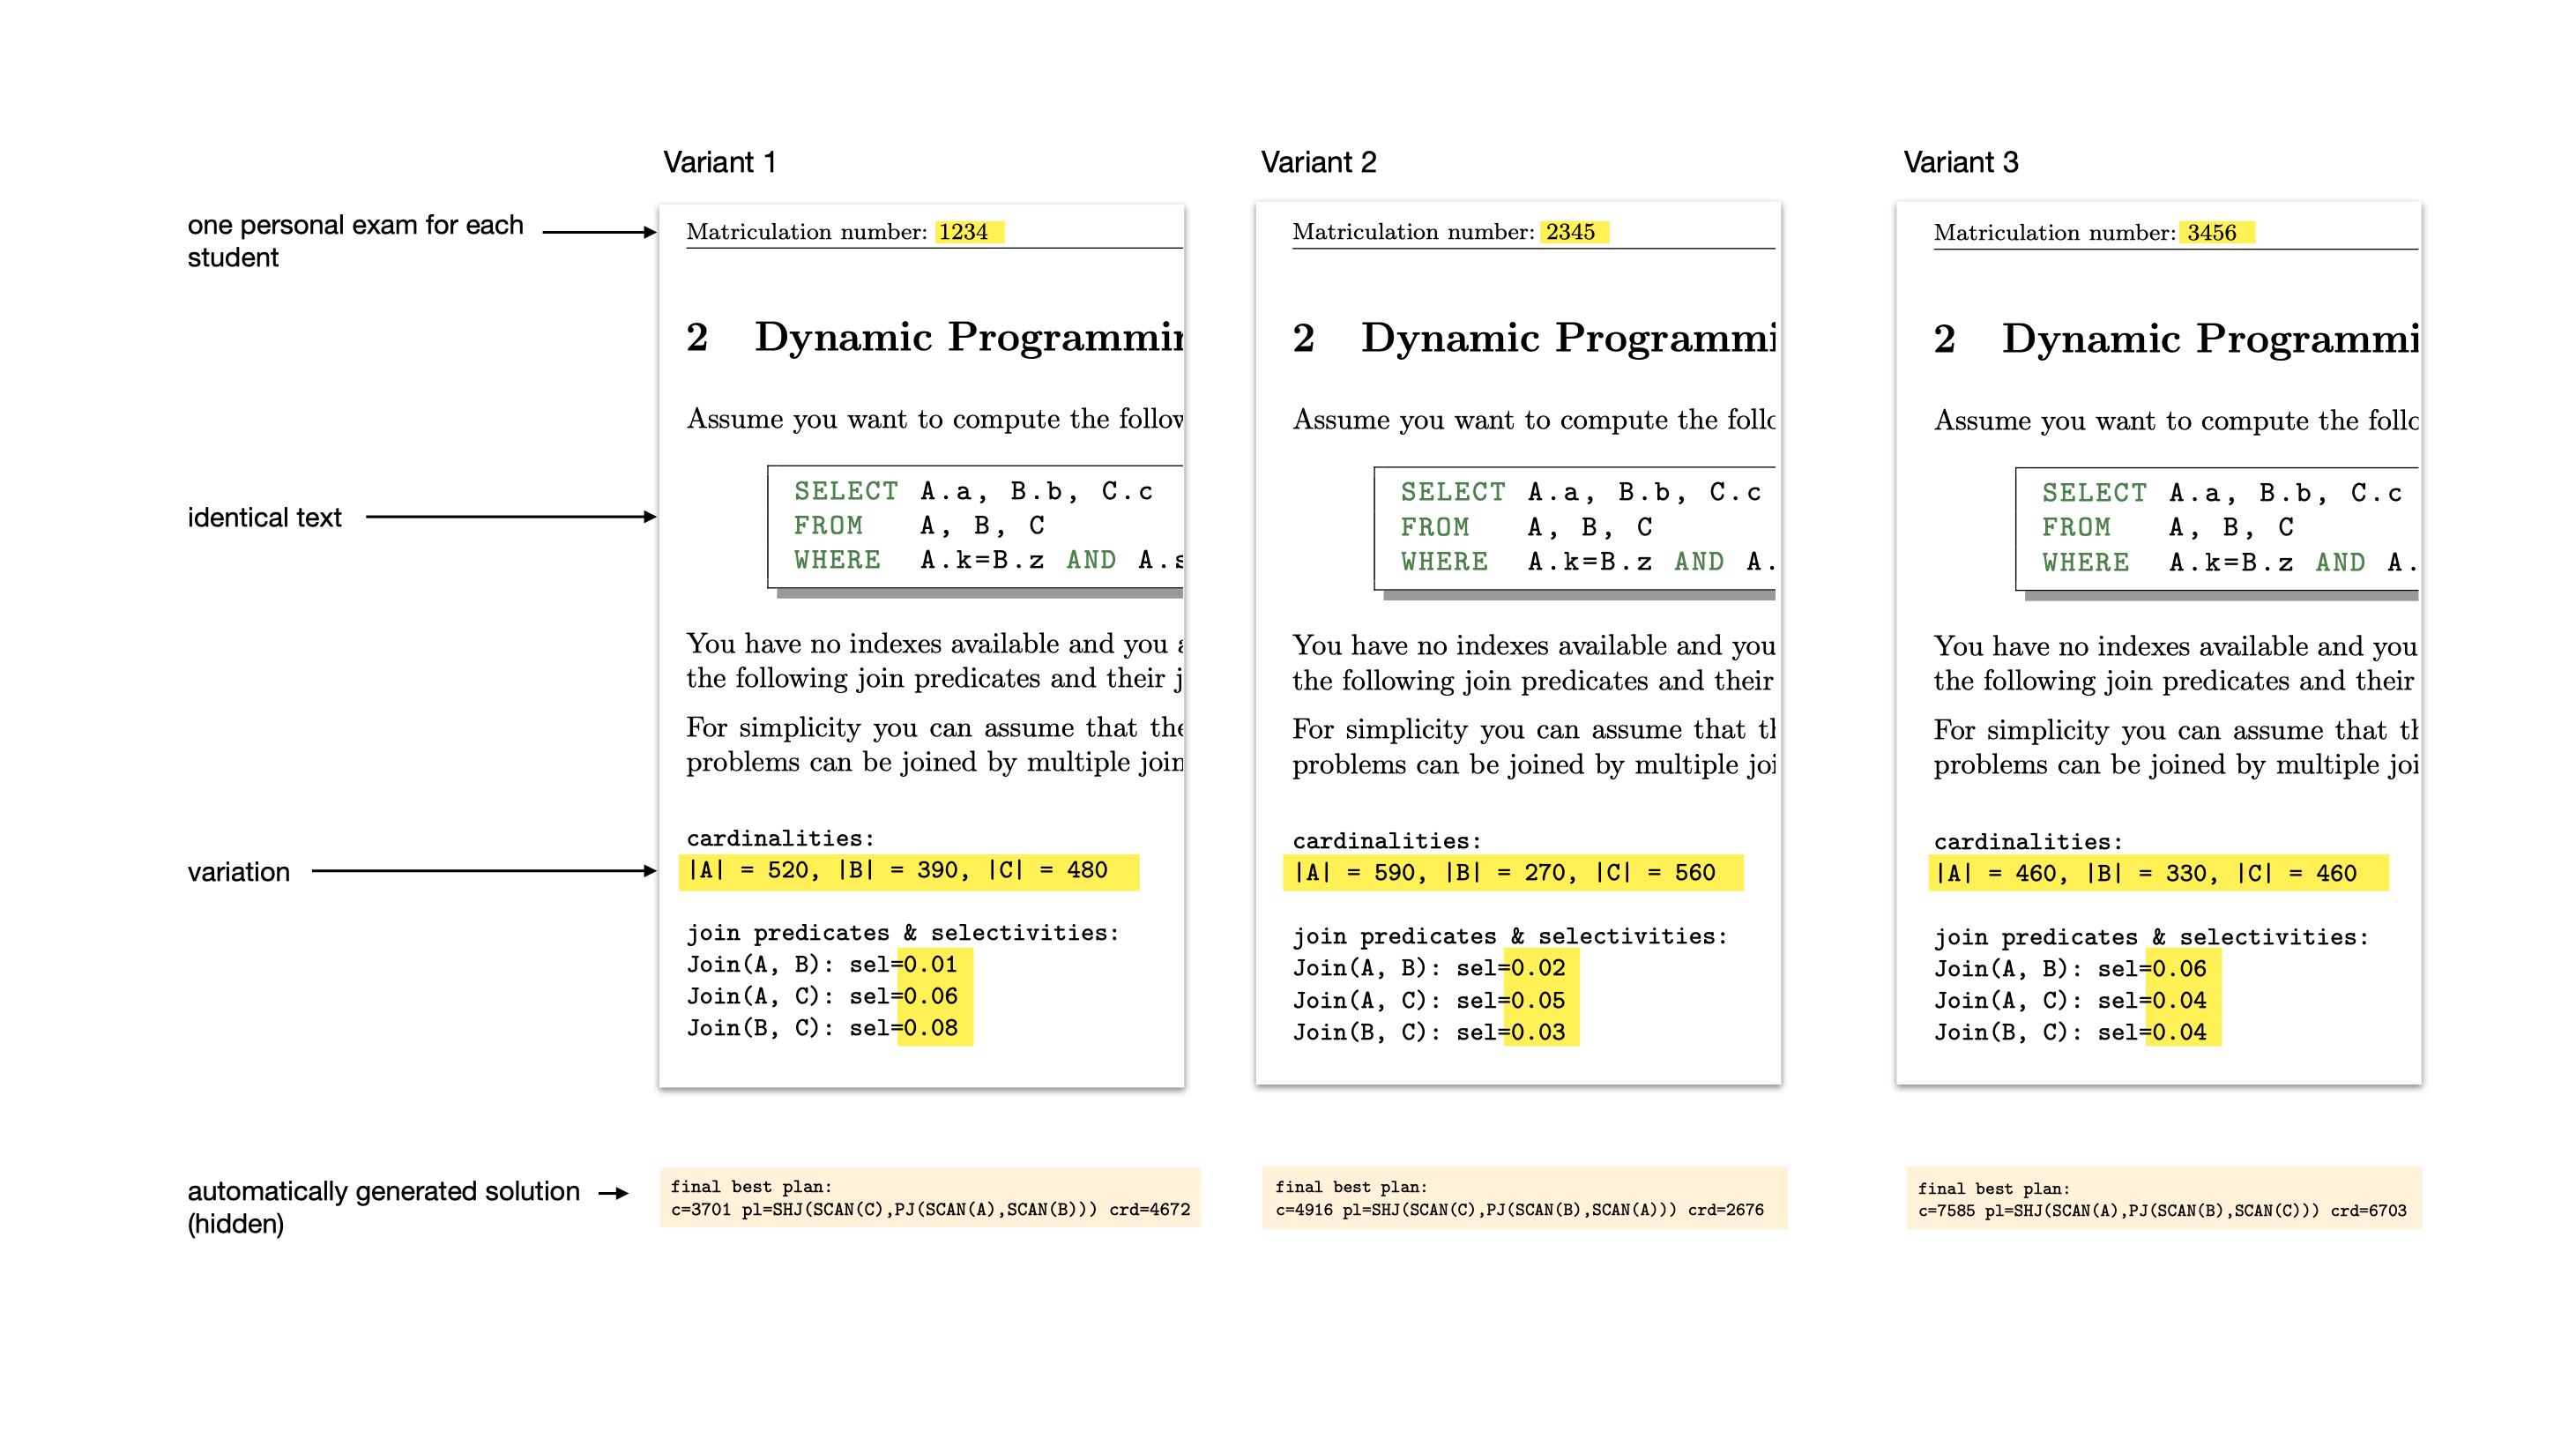 Variant 1
Variant 2
Variant 3
one personal exam for each
student
identical text
variation
automatically generated solution
(hidden)
Matriculation number: 1234
2 Dynamic Programmin
Assume you want to compute the follow
SELECT A.a, B.b, C.c
FROM A, B, C
WHERE A.k=B.z AND A.s
You have no indexes available and you a
the following join predicates and their j
For simplicity you can assume that the
problems can be joined by multiple join
cardinalities:
|A| = 520, |B| = 390, |C| = 480
join predicates & selectivities:
Join(A, B): sel=0.01
Join(A, C): sel=0.06
Join(B, C): sel=0.08
final best plan:
c=3701 pl=SHJ(SCAN(C),PJ(SCAN(A),SCAN(B))) crd=4672
Matriculation number: 2345
2 Dynamic Programmi
Assume you want to compute the follo
SELECT A.a, B.b, C.c
FROM A, B, C
WHERE A.k=B.z AND A.
You have no indexes available and you
the following join predicates and their
For simplicity you can assume that th
problems can be joined by multiple joi
cardinalities:
|A| = 590, |B| = 270, |C| = 560
join predicates & selectivities:
Join(A, B): sel=0.02
Join(A, C): sel=0.05
Join(B, C): sel=0.03
final best plan:
c=4916 pl=SHJ(SCAN(C),PJ(SCAN(B),SCAN(A))) crd=2676
Matriculation number: 3456
2 Dynamic Programmi
Assume you want to compute the follo
SELECT A.a, B.b, C.c
FROM A, B, C
WHERE A.k=B.z AND A.
You have no indexes available and you
the following join predicates and their
For simplicity you can assume that th
problems can be joined by multiple joi
cardinalities:
|A| = 460, |B| = 330, |C| = 460
join predicates & selectivities:
Join(A, B): sel=0.06
Join(A, C): sel=0.04
Join(B, C): sel=0.04
final best plan:
c=7585 pl=SHJ(SCAN(A),PJ(SCAN(B),SCAN(C))) crd=6703